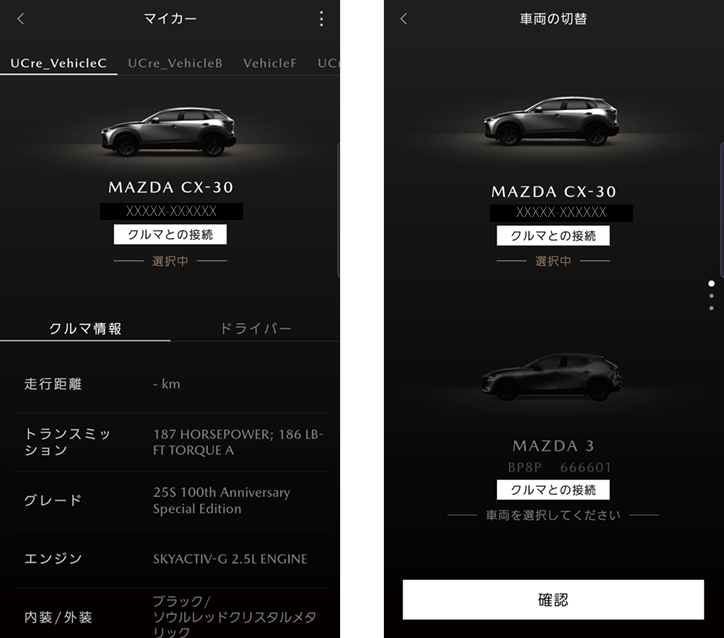 マイカー
UCre_VehicleC UCre_VehicleB VehicleF
MAZDA CX-30
XXXXX-XXXXXX
クルマとの接続
選択中
クルマ情報 ドライバー
走行距離 - km
トランスミッ
ション
187 HORSEPOWER; 186 LB-
FT TORQUE A
グレード
25S 100th Anniversary
Special Edition
エンジン SKYACTIV-G 2.5L ENGINE
内装/外装
ブラック/
ソウルレッドクリスタルメタ
リック
車両の切替
MAZDA CX-30
XXXXX-XXXXXX
クルマとの接続
選択中
MAZDA 3
BP8P 666601
クルマとの接続
車両を選択してください
確認